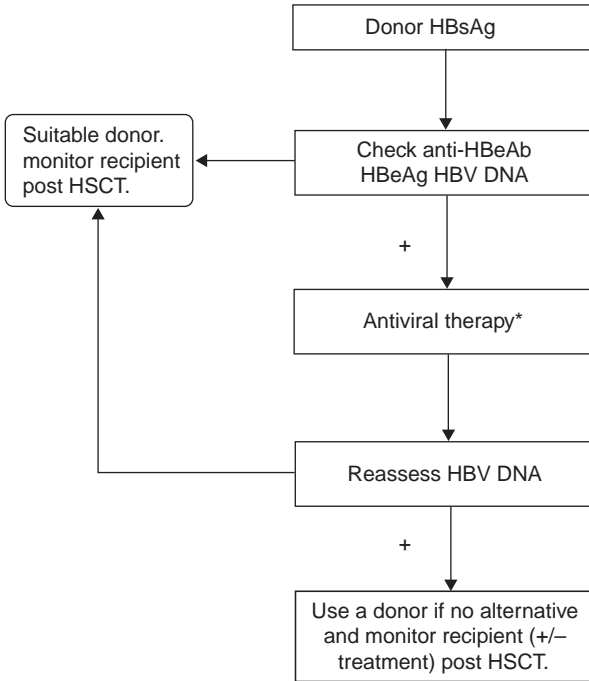 Donor HBsAg
Suitable donor.
monitor recipient
post HSCT.
Check anti-HBeAb
HBeAg HBV DNA
+
Antiviral therapy*
Reassess HBV DNA
+
Use a donor if no alternative
and monitor recipient (+/–
treatment) post HSCT.